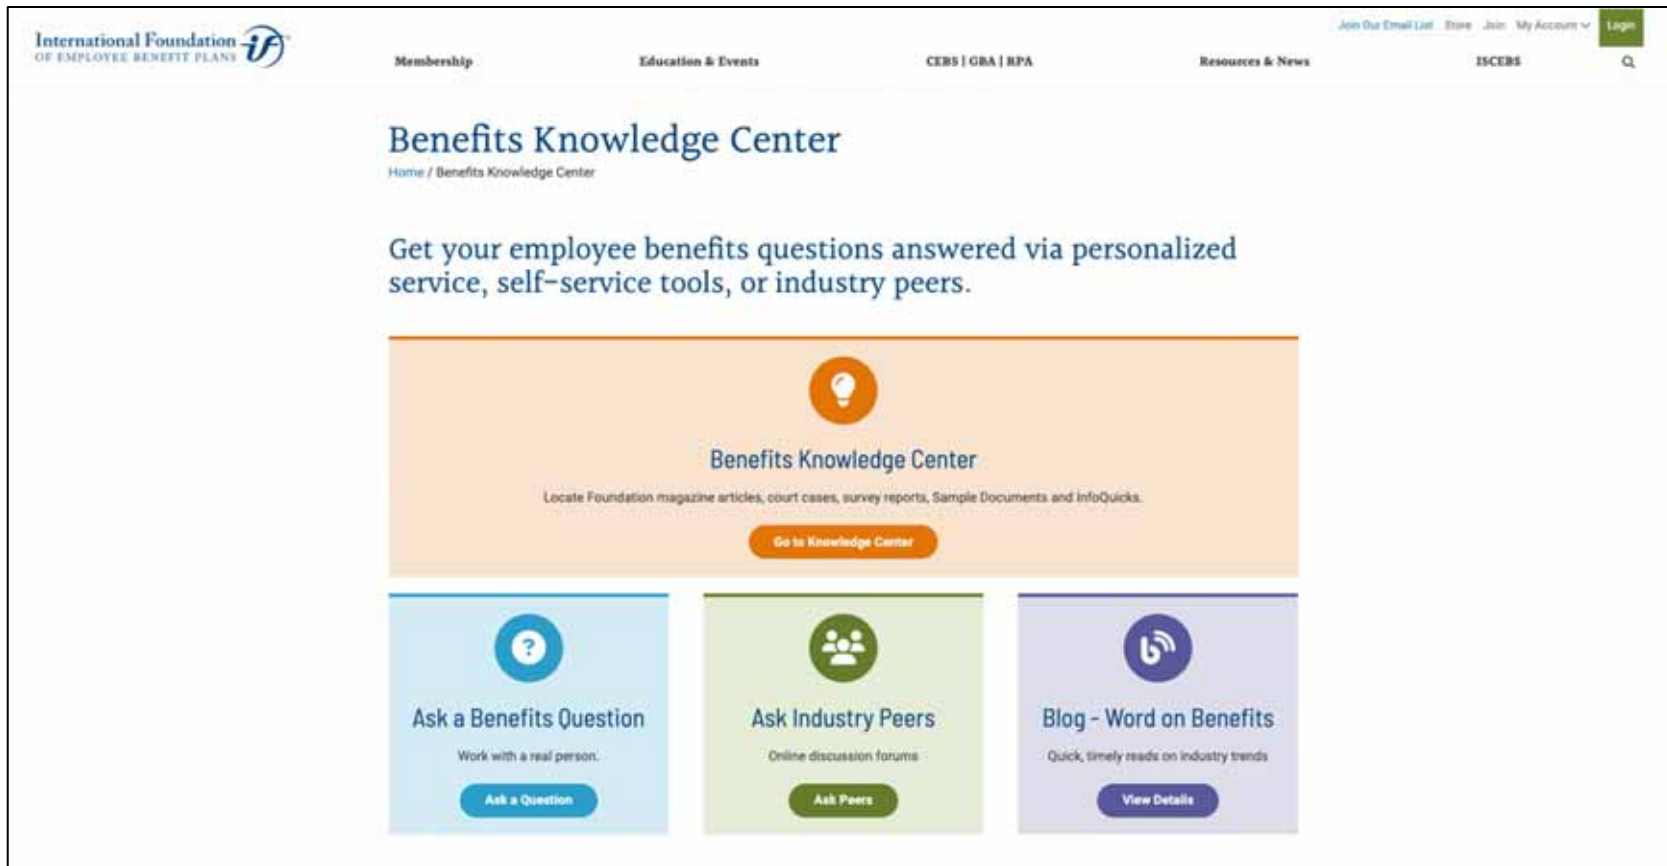 International Foundation
OF EMPLOYEE BENEFIT PLANS
if
Join Our Email List Store Join My Account Login
Membership Education & Events CEBS | GBA | RPA Resources & News ISCEBS
Benefits Knowledge Center
Home / Benefits Knowledge Center
Get your employee benefits questions answered via personalized
service, self-service tools, or industry peers.
Benefits Knowledge Center
Locate Foundation magazine articles, court cases, survey reports, Sample Documents and InfoQuicks.
Go to Knowledge Center
?
Ask a Benefits Question
Work with a real person.
Ask a Question
Ask Industry Peers
Online discussion forums
Ask Peers
b
Blog - Word on Benefits
Quick, timely reads on industry trends
View Details